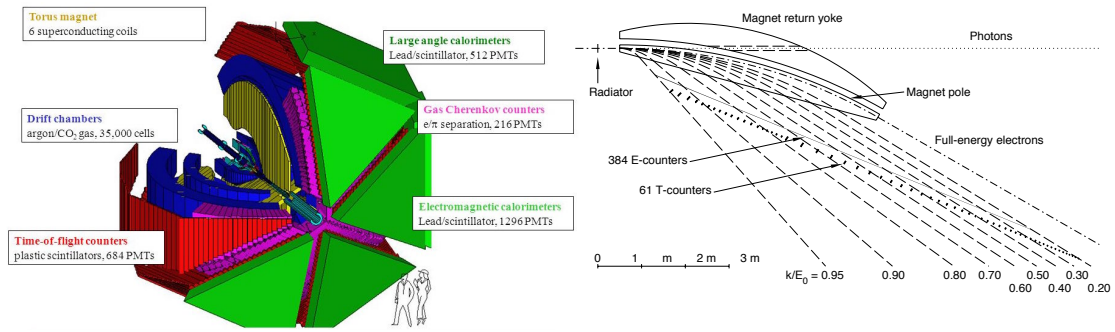 Torus magnet
6 superconducting coils
Large angle calorimeters
Lead/scintillator, 512 PMTs
Drift chambers
argon/CO2 gas, 35,000 cells
Gas Cherenkov counters
e/π separation, 216 PMTs
Electromagnetic calorimeters
Lead/scintillator, 1296 PMTs
Time-of-flight counters
plastic scintillators, 684 PMTs
Magnet return yoke
Photons
Radiator
Magnet pole
Full-energy electrons
384 E-counters
61 T-counters
0 1 m 2 m 3 m
k/E0 = 0.95 0.90 0.80 0.70 0.50 0.30
0.60 0.40 0.20